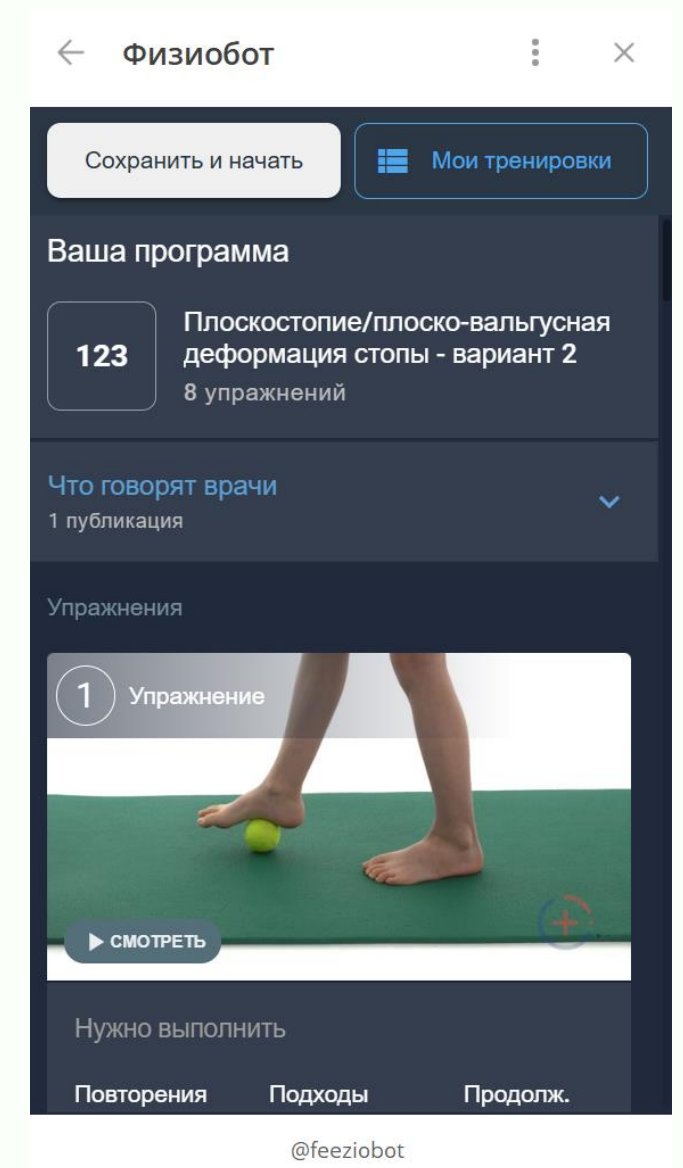 Физиобот
Сохранить и начать
Мои тренировки
Ваша программа
123
Плоскостопие/плоско-вальгусная
деформация стопы - вариант 2
8 упражнений
Что говорят врачи
1 публикация
Упражнения
1 Упражнение
СМОТРЕТЬ
Нужно выполнить
Повторения Подходы Продолж.
@feeziobot